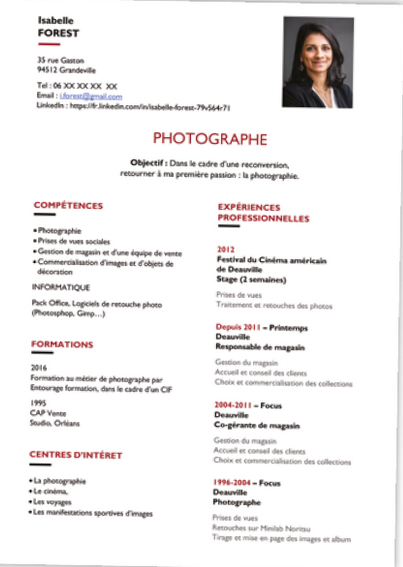 Isabelle
FOREST
35 rue Gaston
94512 Grandeville
Tel : 06 XX XX XX XX
Email : i.forest@gmail.com
LinkedIn : https://fr.linkedin.com/in/isabelle-forest-79v564r71
PHOTOGRAPHE
Objectif : Dans le cadre d'une reconversion,
retourner à ma première passion : la photographie.
COMPÉTENCES
• Photographie
• Prises de vues sociales
• Gestion de magasin et d'une équipe de vente
• Commercialisation d'images et d'objets de
décoration
INFORMATIQUE
Pack Office, Logiciels de retouche photo
(Photosphop, Gimp…)
FORMATIONS
2016
Formation au métier de photographe par
Entourage formation, dans le cadre d'un CIF
1995
CAP Vente
Studio, Orléans
CENTRES D'INTÉRET
• La photographie
• Le cinéma,
• Les voyages
• Les manifestations sportives d'images
EXPÉRIENCES
PROFESSIONNELLES
2012
Festival du Cinéma américain
de Deauville
Stage (2 semaines)
Prises de vues
Traitement et retouches des photos
Depuis 2011 – Printemps
Deauville
Responsable de magasin
Gestion du magasin
Accueil et conseil des clients
Choix et commercialisation des collections
2004-2011 – Focus
Deauville
Co-gérante de magasin
Gestion du magasin
Accueil et conseil des clients
Choix et commercialisation des collections
1996-2004 – Focus
Deauville
Photographe
Prises de vues
Retouches sur Minilab Noritsu
Tirage et mise en page des images et album